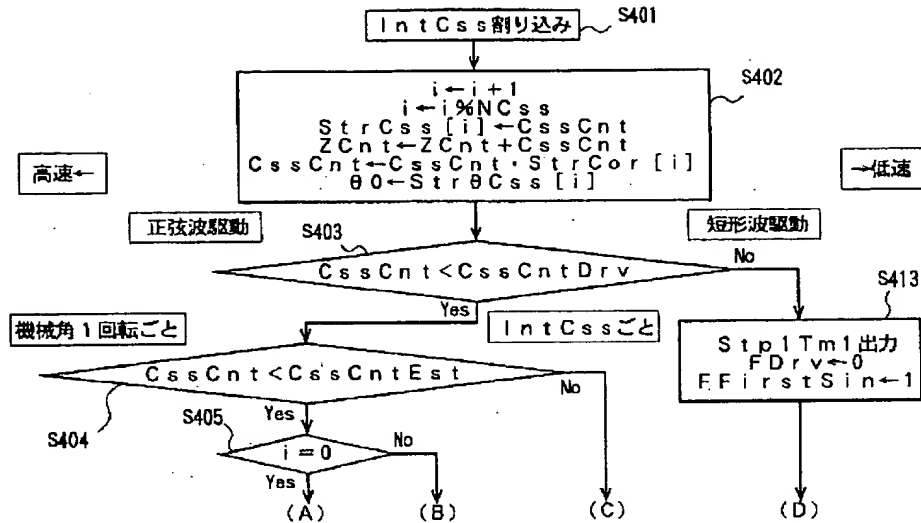 IntCss割り込み
S401
S402
i←i+1
i←i%NCss
StrCss[i]←CssCnt
ZCnt←ZCnt+CssCnt
CssCnt←CssCnt・StrCor[i]
θ0←StrθCss[i]
高速←
→低速
正弦波駆動
短形波駆動
S403
CssCnt<CssCntDrv
No
Yes
S413
機械角1回転ごと
IntCssごと
Stp1Tm1出力
FDrv←0
FFirstSin←1
CssCnt<CssCntEst
No
S404
Yes
S405
i=0
No
Yes
(A)
(B)
(C)
(D)